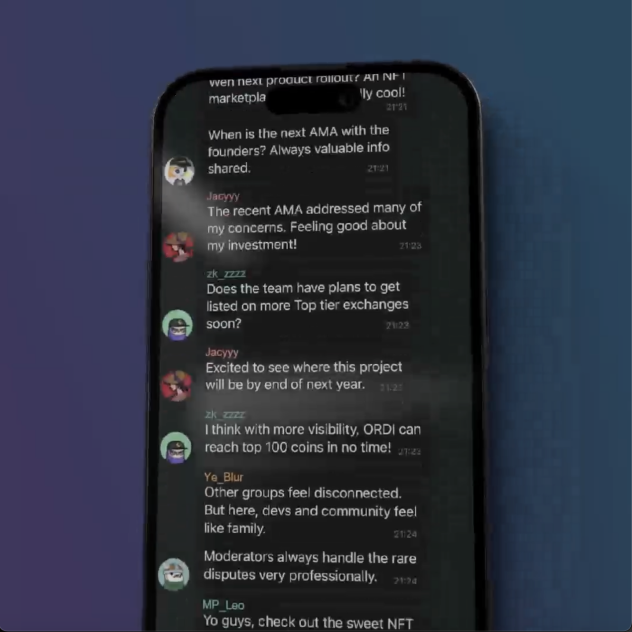 Wen next product rollout? An NFT
marketpla lly cool!
21:21
When is the next AMA with the
founders? Always valuable info
shared.
21:21
Jacyyy
The recent AMA addressed many of
my concerns. Feeling good about
my investment!
21:23
zk_zzzz
Does the team have plans to get
listed on more Top tier exchanges
soon?
21:23
Jacyyy
Excited to see where this project
will be by end of next year.
zk_zzzz
I think with more visibility, ORDI can
reach top 100 coins in no time!
21:23
Ye_Blur
Other groups feel disconnected.
But here, devs and community feel
like family.
21:24
Moderators always handle the rare
disputes very professionally.
21:24
MP_Leo
Yo guys, check out the sweet NFT